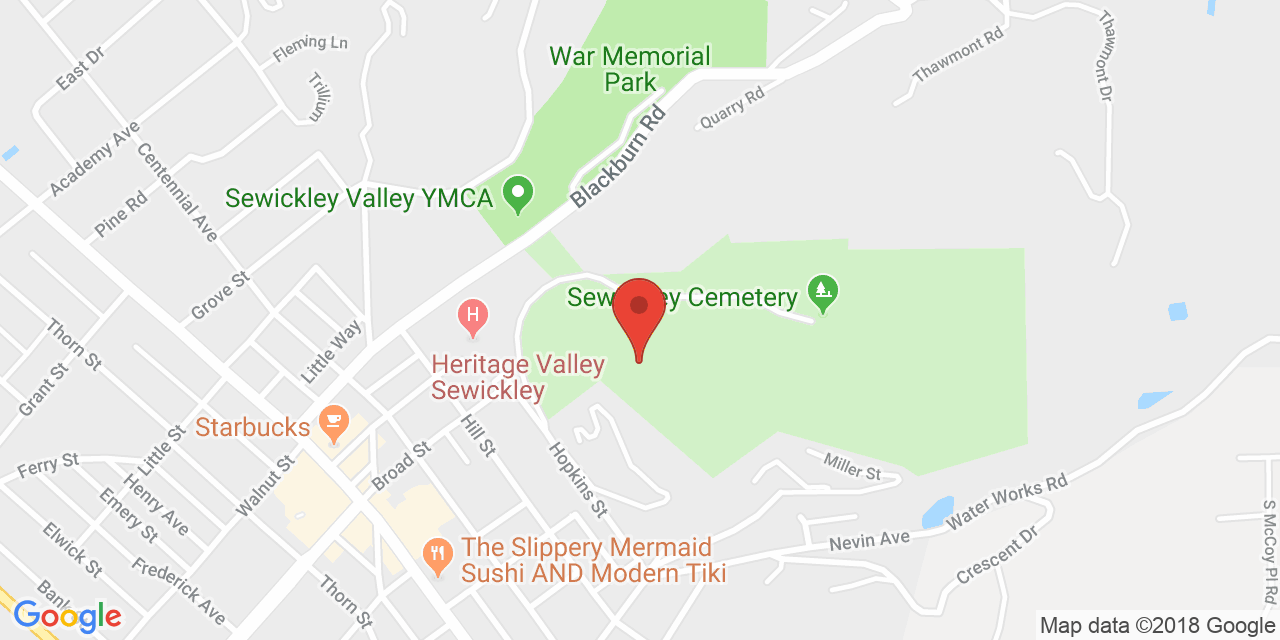 War Memorial
Park
Fleming Ln
East Dr
Trillium
Thawmont Rd
Thawmont Dr
Quarry Rd
Blackburn Rd
Academy Ave
Centennial Ave
Pine Rd
Sewickley Valley YMCA
Grove St
Sew ey Cemetery
H
Heritage Valley
Sewickley
Little Way
Thorn St
Grant St
Starbucks
Hill St
Broad St
Little St
Walnut St
Ferry St
Henry Ave
Emery St
Hopkins St
Miller St
Water Works Rd
S McCoy Pl Rd
Elwick St
Nevin Ave
Crescent Dr
The Slippery Mermaid
Sushi AND Modern Tiki
Frederick Ave
Thorn St
Bank
Google
Map data ©2018 Google